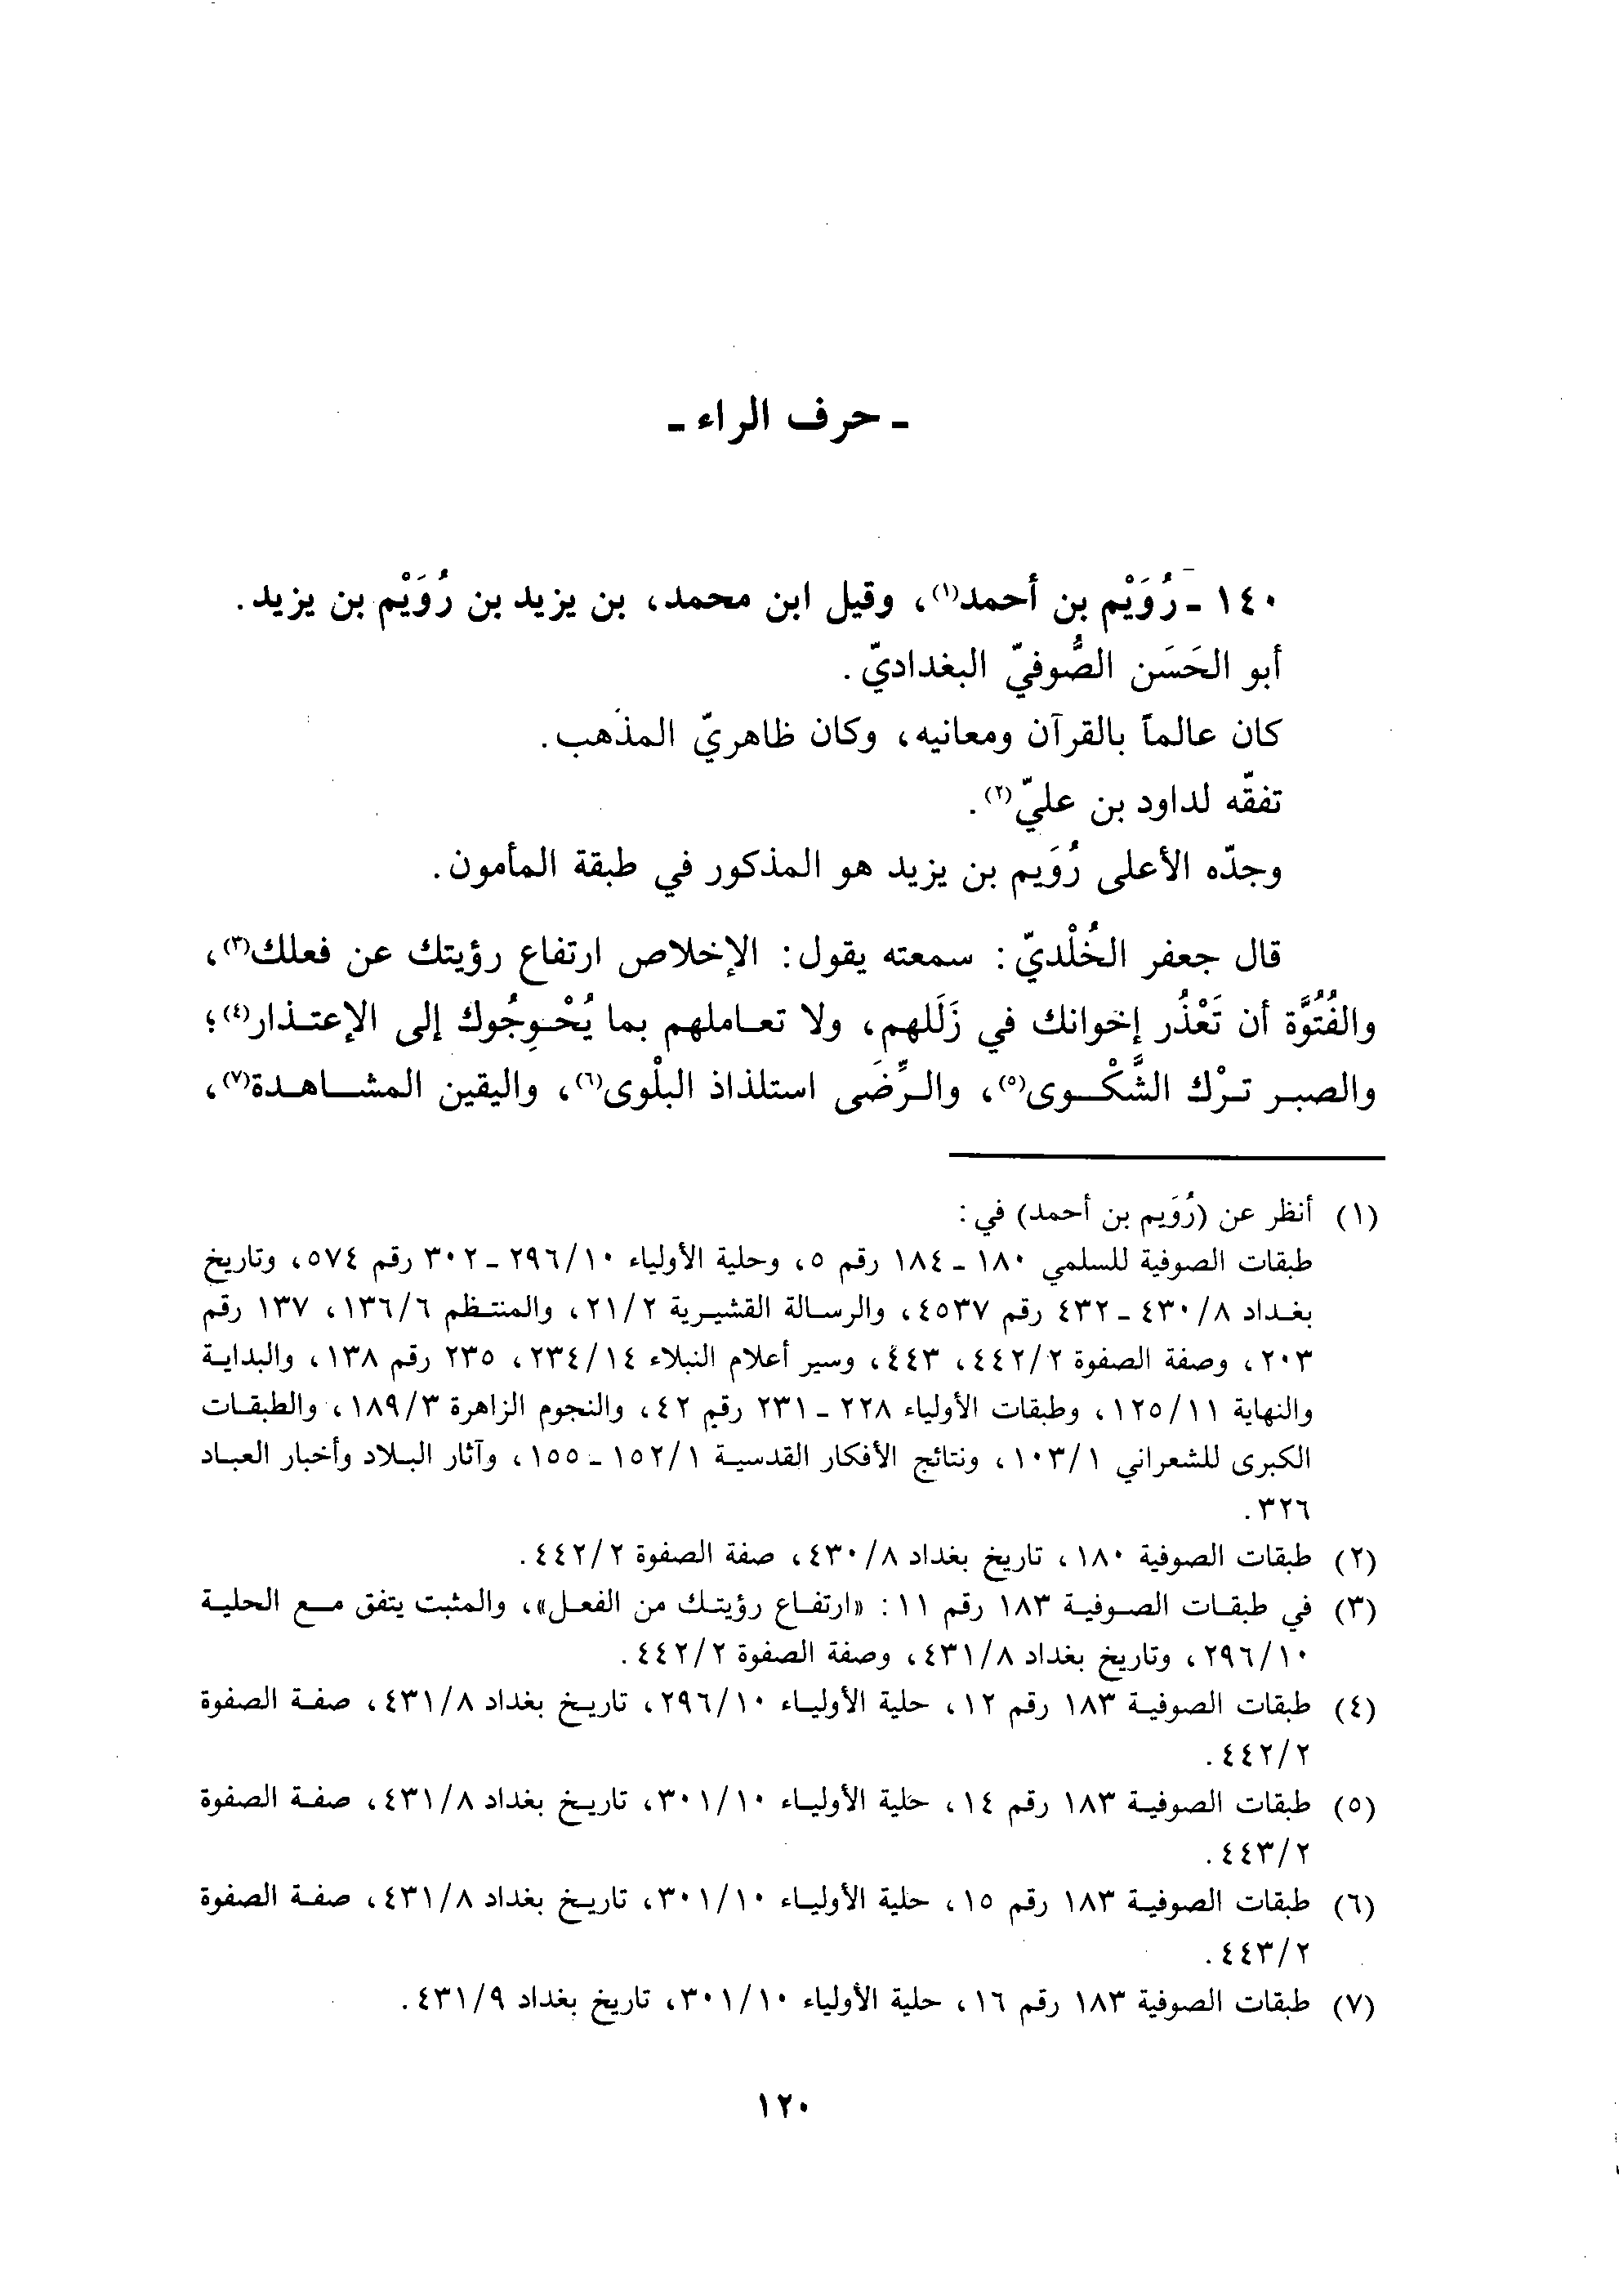 - حرف الراء -
١٤٠ - رُوَيْم بن أحمد(١)، وقيل ابن محمد، بن يزيد بن رُوَيْم بن يزيد.
أبو الحَسَن الصُّوفيّ البغداديّ.
كان عالماً بالقرآن ومعانيه، وكان ظاهريّ المذهب.
تفقّه لداود بن عليّ(٢).
وجدّه الأعلى رُوَيم بن يزيد هو المذكور في طبقة المأمون.
قال جعفر الخُلْديّ: سمعته يقول: الإخلاص ارتفاع رؤيتك عن فعلك(٣)،
والفُتُوَّة أن تَعْذُر إخوانك في زَلَلهم، ولا تعاملهم بما يُحْوِجُوك إلى الإعتذار(٤)؛
والصبر ترْك الشَّكْوى(٥)، والرِّضَى استلذاذ البلْوى(٦)، واليقين المشاهدة(٧)،
(١) أنظر عن (رُوَيم بن أحمد) في:
طبقات الصوفية للسلمي ١٨٠ - ١٨٤ رقم ٥، وحلية الأولياء ٢٩٦/١٠ - ٣٠٢ رقم ٥٧٤، وتاريخ
بغداد ٤٣٠/٨ - ٤٣٢ رقم ٤٥٣٧، والرسالة القشيرية ٢١/٢، والمنتظم ١٣٦/٦، ١٣٧ رقم
٢٠٣، وصفة الصفوة ٤٤٢/٢، ٤٤٣، وسير أعلام النبلاء ٢٣٤/١٤، ٢٣٥ رقم ١٣٨، والبداية
والنهاية ١٢٥/١١، وطبقات الأولياء ٢٢٨ - ٢٣١ رقم ٤٢، والنجوم الزاهرة ١٨٩/٣، والطبقات
الكبرى للشعراني ١٠٣/١، ونتائج الأفكار القدسية ١٥٢/١ - ١٥٥، وآثار البلاد وأخبار العباد
٣٢٦.
(٢) طبقات الصوفية ١٨٠، تاريخ بغداد ٤٣٠/٨، صفة الصفوة ٤٤٢/٢.
(٣) في طبقات الصوفية ١٨٣ رقم ١١: «ارتفاع رؤيتك من الفعل»، والمثبت يتفق مع الحلية
٢٩٦/١٠، وتاريخ بغداد ٤٣١/٨، وصفة الصفوة ٤٤٢/٢.
(٤) طبقات الصوفية ١٨٣ رقم ١٢، حلية الأولياء ٢٩٦/١٠، تاريخ بغداد ٤٣١/٨، صفة الصفوة
٤٤٢/٢.
(٥) طبقات الصوفية ١٨٣ رقم ١٤، حلية الأولياء ٣٠١/١٠، تاريخ بغداد ٤٣١/٨، صفة الصفوة
٤٤٣/٢.
(٦) طبقات الصوفية ١٨٣ رقم ١٥، حلية الأولياء ٣٠١/١٠، تاريخ بغداد ٤٣١/٨، صفة الصفوة
٤٤٣/٢.
(٧) طبقات الصوفية ١٨٣ رقم ١٦، حلية الأولياء ٣٠١/١٠، تاريخ بغداد ٤٣١/٩.
١٢٠